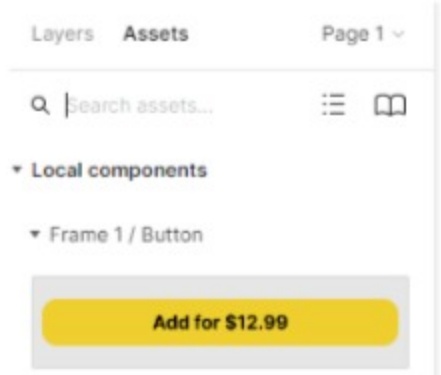 Layers Assets Page 1
Search assets...
Local components
Frame 1 / Button
Add for $12.99